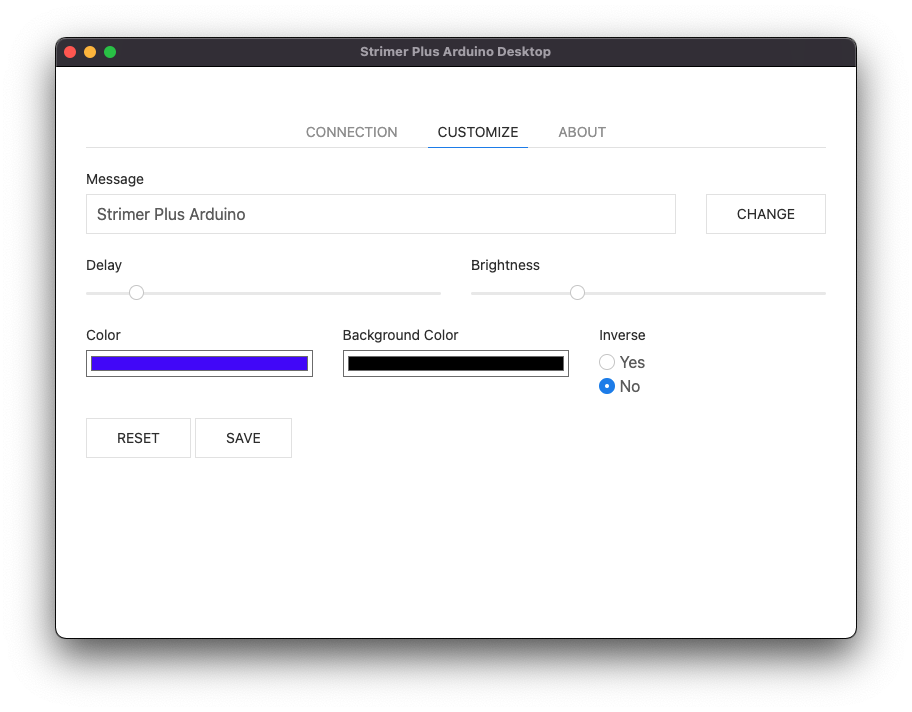 Strimer Plus Arduino Desktop
CONNECTION CUSTOMIZE ABOUT
Message
Strimer Plus Arduino CHANGE
Delay Brightness
Color Background Color Inverse
Yes
No
RESET SAVE